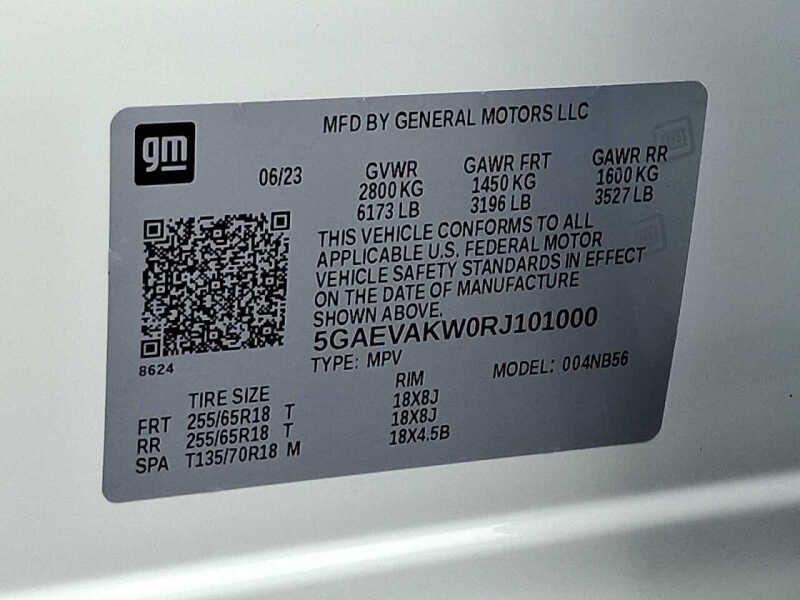 MFD BY GENERAL MOTORS LLC
gm
06/23
GVWR GAWR FRT GAWR RR
2800 KG 1450 KG 1600 KG
6173 LB 3196 LB 3527 LB
THIS VEHICLE CONFORMS TO ALL
APPLICABLE U.S. FEDERAL MOTOR
VEHICLE SAFETY STANDARDS IN EFFECT
ON THE DATE OF MANUFACTURE
SHOWN ABOVE.
5GAEVAKW0RJ101000
8624
TYPE: MPV MODEL: 004NB56
TIRE SIZE RIM
FRT 255/65R18 T 18X8J
RR 255/65R18 T 18X8J
SPA T135/70R18 M 18X4.5B